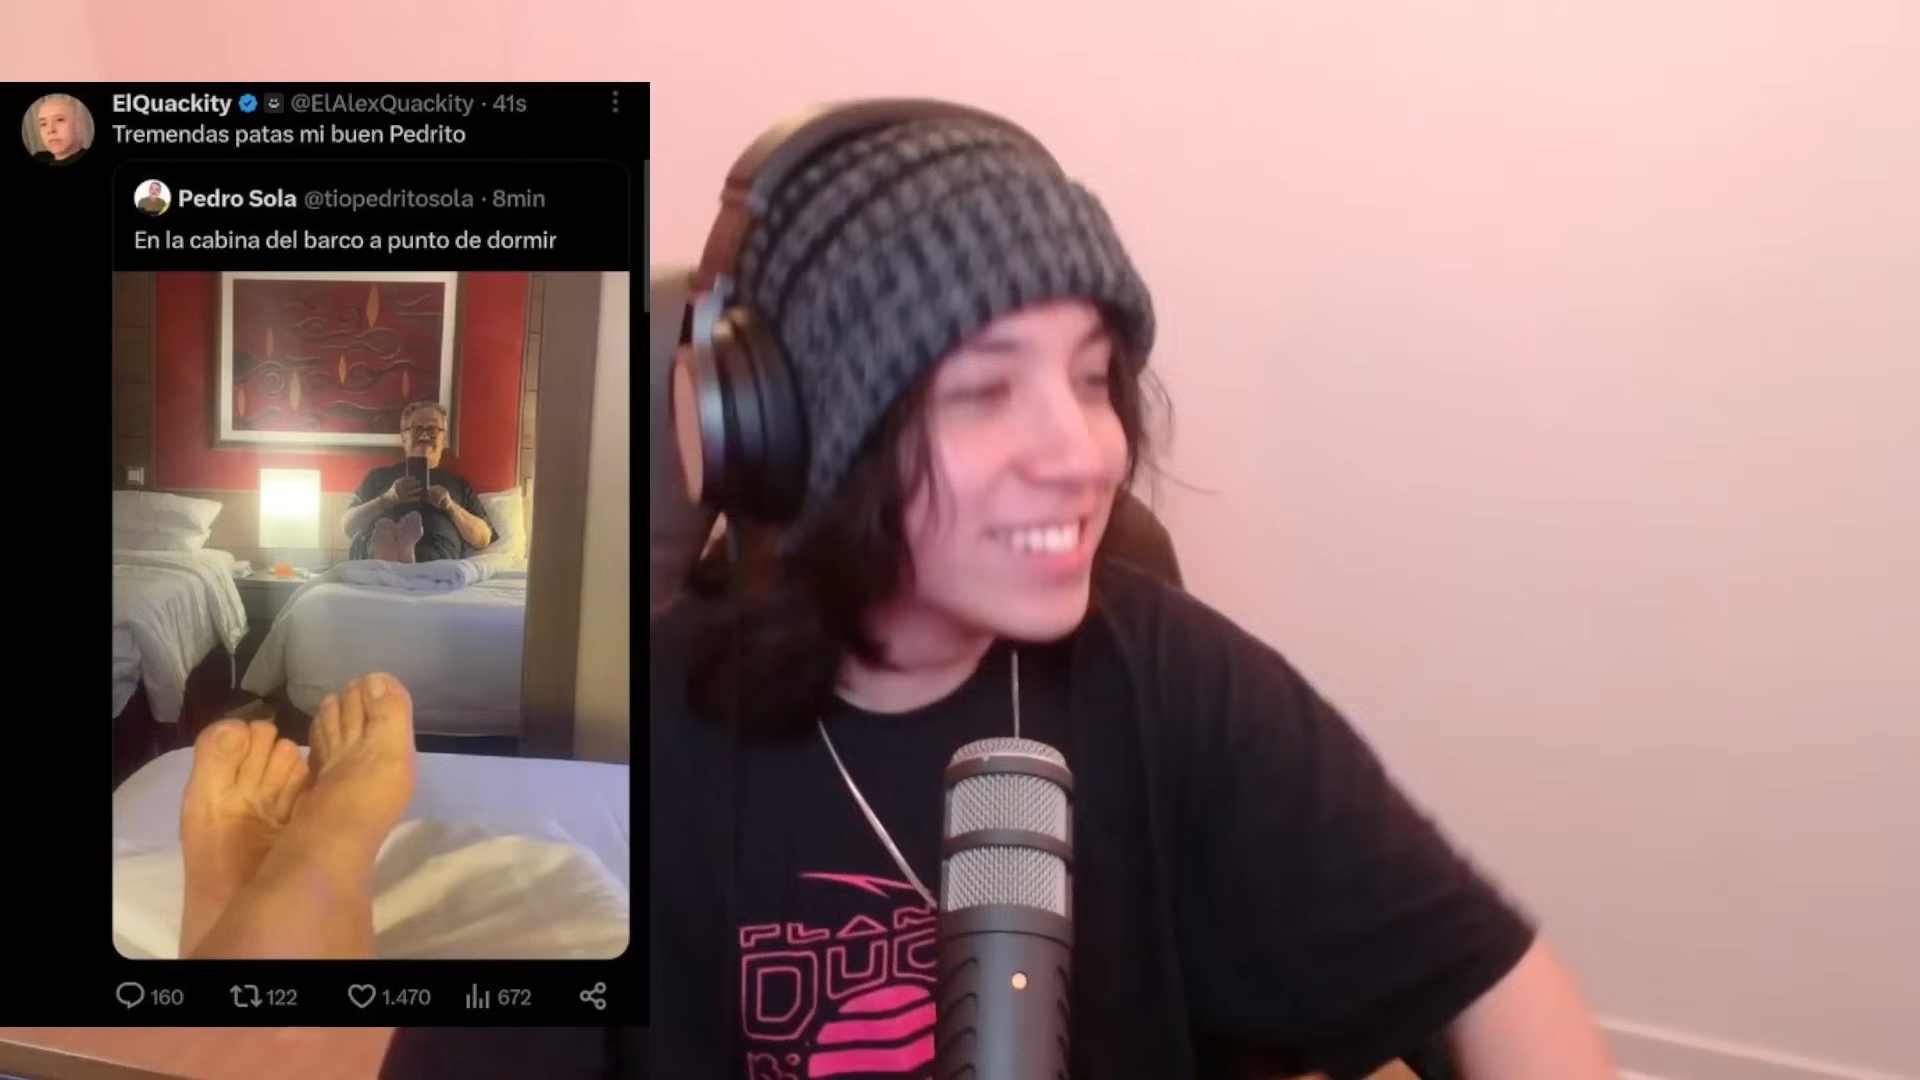 ElQuackity @ElAlexQuackity · 41s
Tremendas patas mi buen Pedrito
Pedro Sola @tiopedritosola · 8min
En la cabina del barco a punto de dormir
160 122 1.470 672
DUC